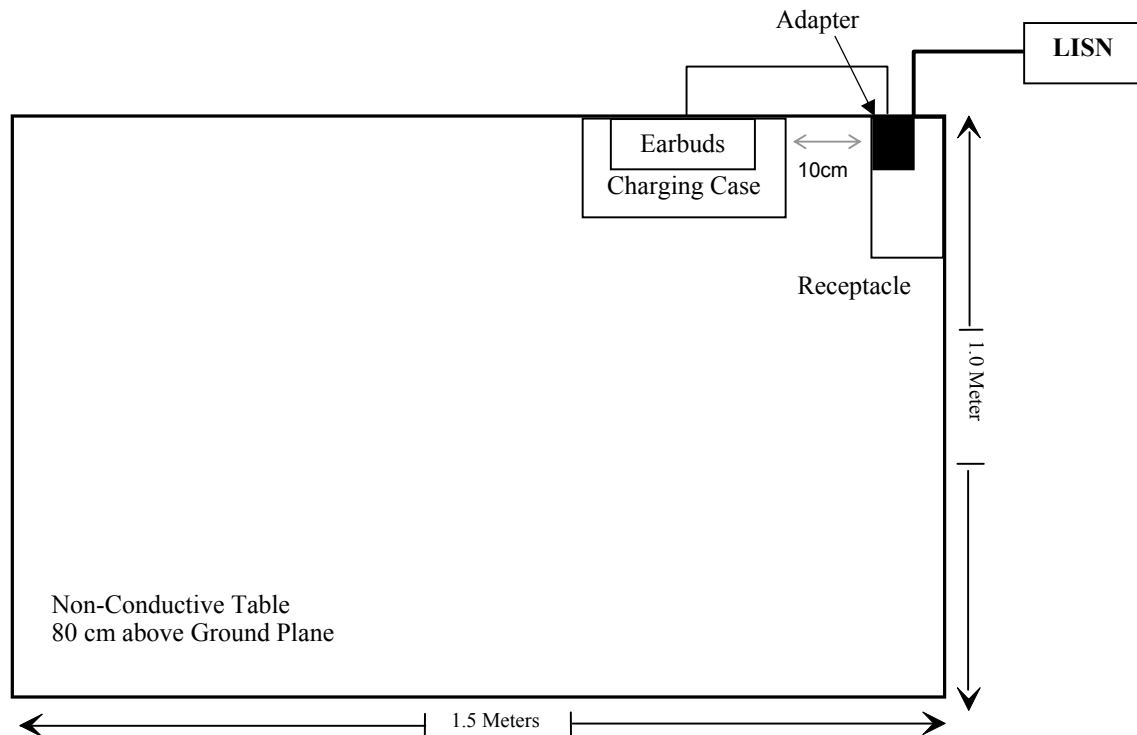 Adapter
LISN
Earbuds
10cm
Charging Case
Receptacle
1.0 Meter
Non-Conductive Table
80 cm above Ground Plane
1.5 Meters